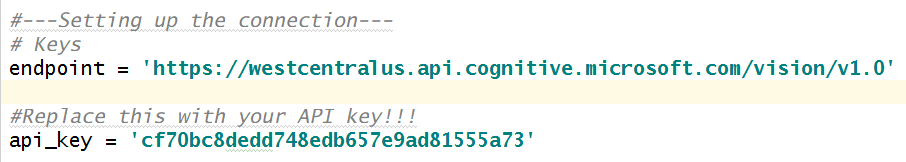 #---Setting up the connection---
# Keys
endpoint = 'https://westcentralus.api.cognitive.microsoft.com/vision/v1.0'
#Replace this with your API key!!!
api_key = 'cf70bc8dedd748edb657e9ad81555a73'